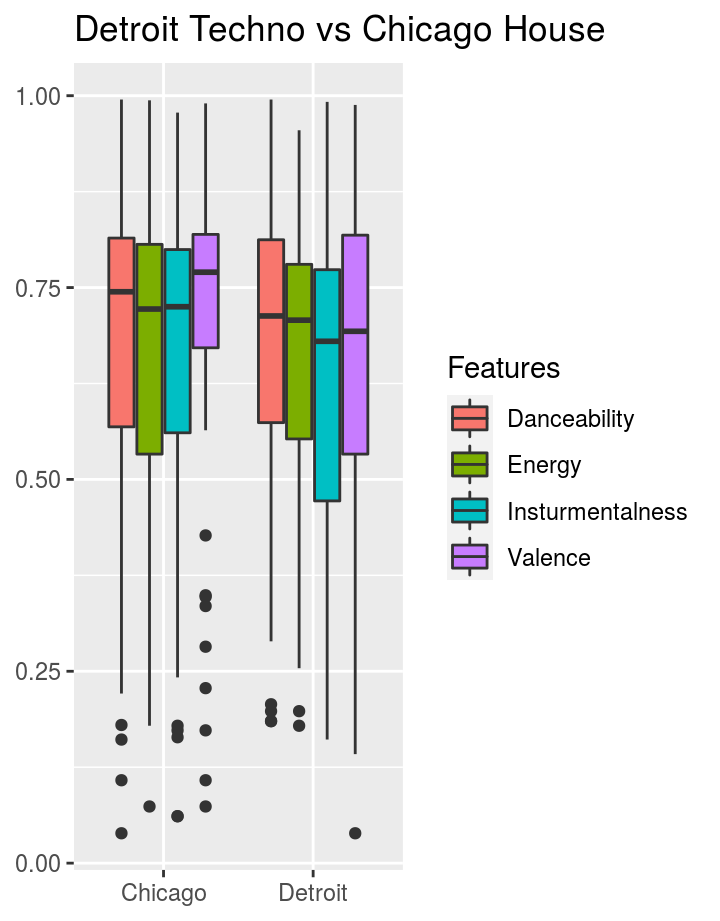 Detroit Techno vs Chicago House
1.00
0.75
0.50
0.25
0.00
Chicago Detroit
Features
Danceability
Energy
Insturmentalness
Valence